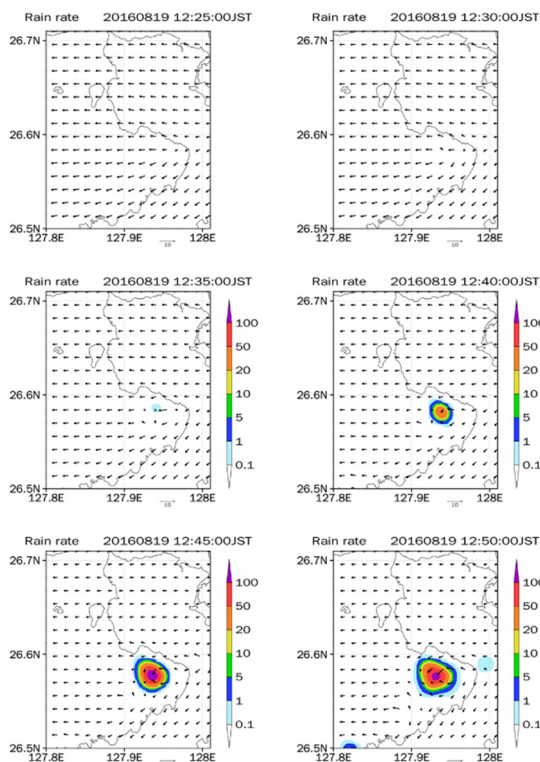 Rain rate 20160819 12:25:00JST
26.7N
26.6N
26.5N
127.8E 127.9E 128E
10
Rain rate 20160819 12:30:00JST
26.7N
26.6N
26.5N
127.8E 127.9E 128E
10
Rain rate 20160819 12:35:00JST
26.7N
26.6N
26.5N
127.8E 127.9E 128E
10
100
50
20
10
5
1
0.1
Rain rate 20160819 12:40:00JST
26.7N
26.6N
26.5N
127.8E 127.9E 128E
10
100
50
20
10
5
1
0.1
Rain rate 20160819 12:45:00JST
26.7N
26.6N
26.5N
127.8E 127.9E 128E
10
100
50
20
10
5
1
0.1
Rain rate 20160819 12:50:00JST
26.7N
26.6N
26.5N
127.8E 127.9E 128E
10
100
50
20
10
5
1
0.1